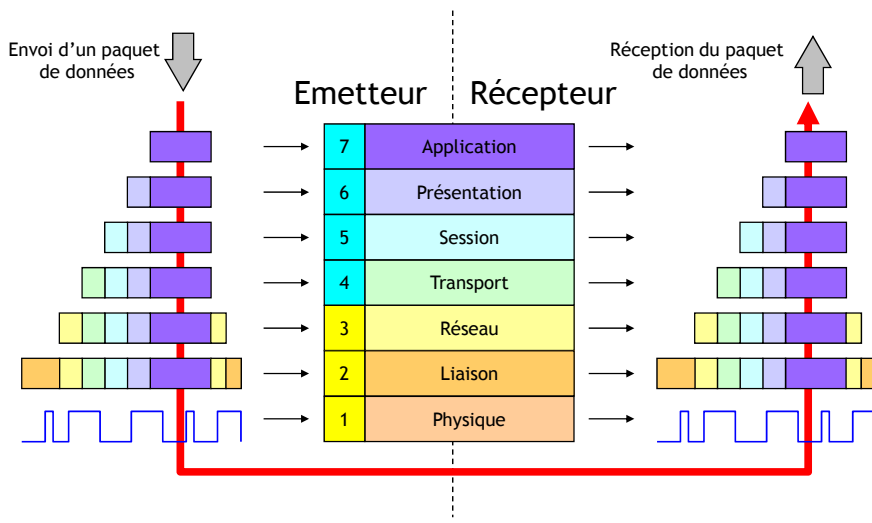 Envoi d'un paquet
de données
Réception du paquet
de données
Emetteur
Récepteur
7 Application
6 Présentation
5 Session
4 Transport
3 Réseau
2 Liaison
1 Physique